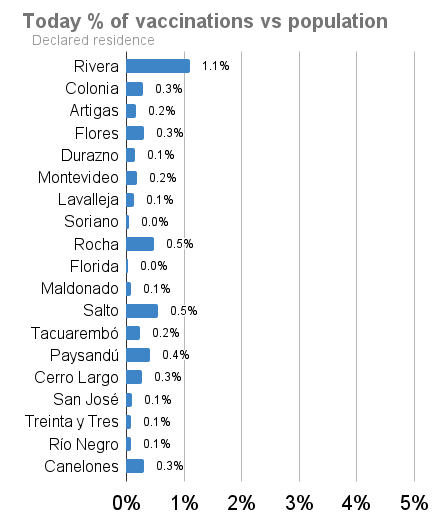 Today % of vaccinations vs population
Declared residence
Rivera 1.1%
Colonia 0.3%
Artigas 0.2%
Flores 0.3%
Durazno 0.1%
Montevideo 0.2%
Lavalleja 0.1%
Soriano 0.0%
Rocha 0.5%
Florida 0.0%
Maldonado 0.1%
Salto 0.5%
Tacuarembó 0.2%
Paysandú 0.4%
Cerro Largo 0.3%
San José 0.1%
Treinta y Tres 0.1%
Río Negro 0.1%
Canelones 0.3%
0% 1% 2% 3% 4% 5%